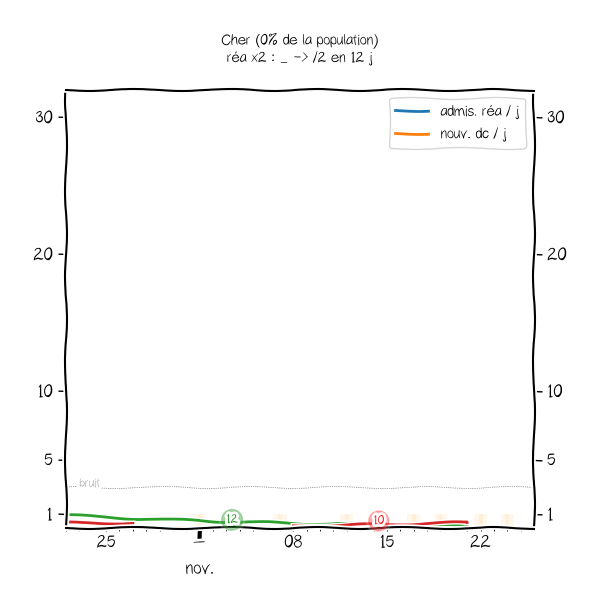 Cher (0% de la population)
réa x2 : _ -> /2 en 12 j
admis. réa / j
nouv. dc / j
30
30
20
20
10
10
5
5
bruit
1
1
12
10
25
1
08
15
22
nov.